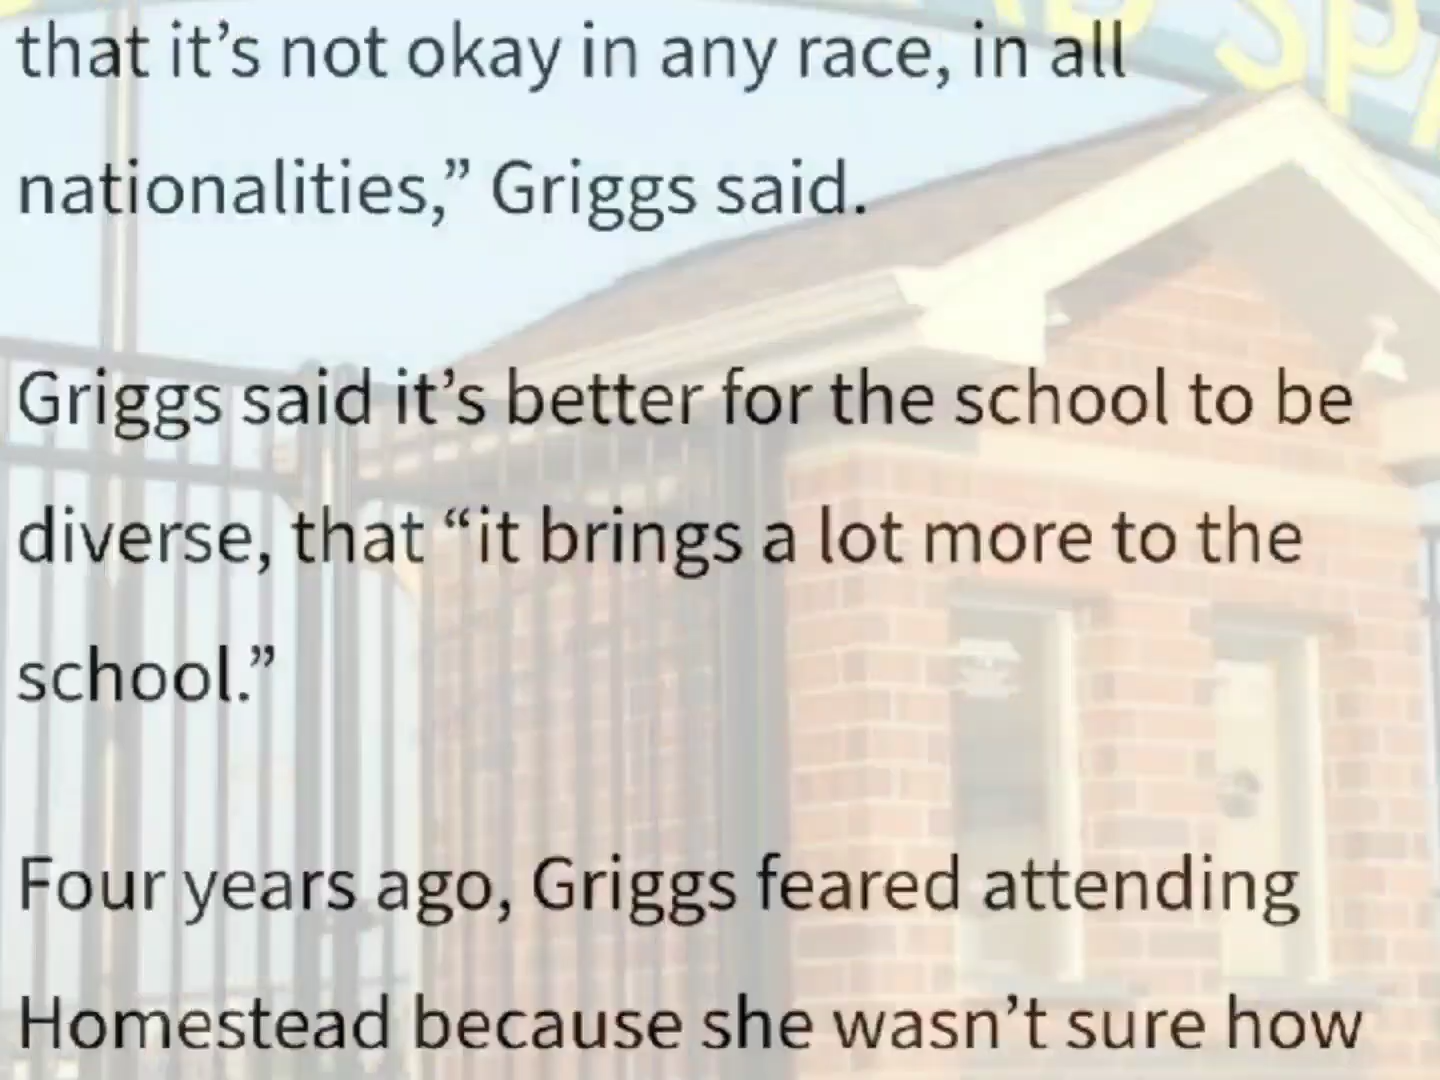 that it’s not okay in any race, in all
nationalities,” Griggs said.
Griggs said it’s better for the school to be
diverse, that “it brings a lot more to the
school.”
Four years ago, Griggs feared attending
Homestead because she wasn’t sure how